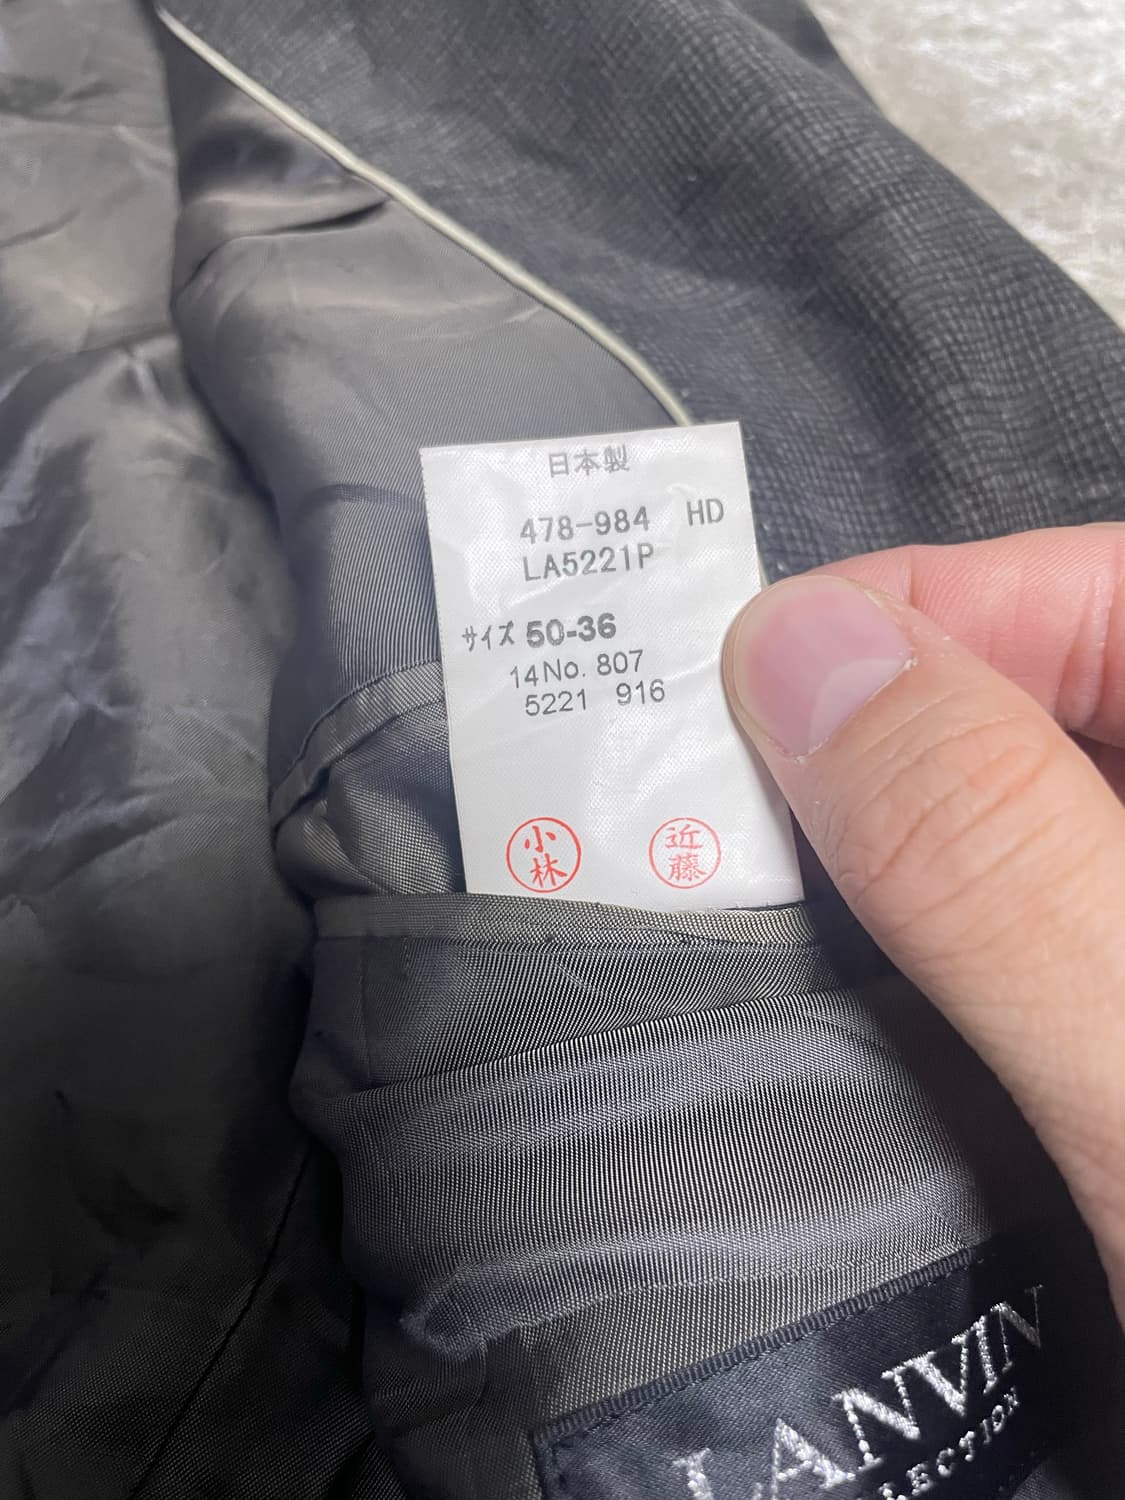 日本製
478-984 HD
LA5221P
サイズ 50-36
14No. 807
5221 916
小林
近藤
LANVIN
LLECTION